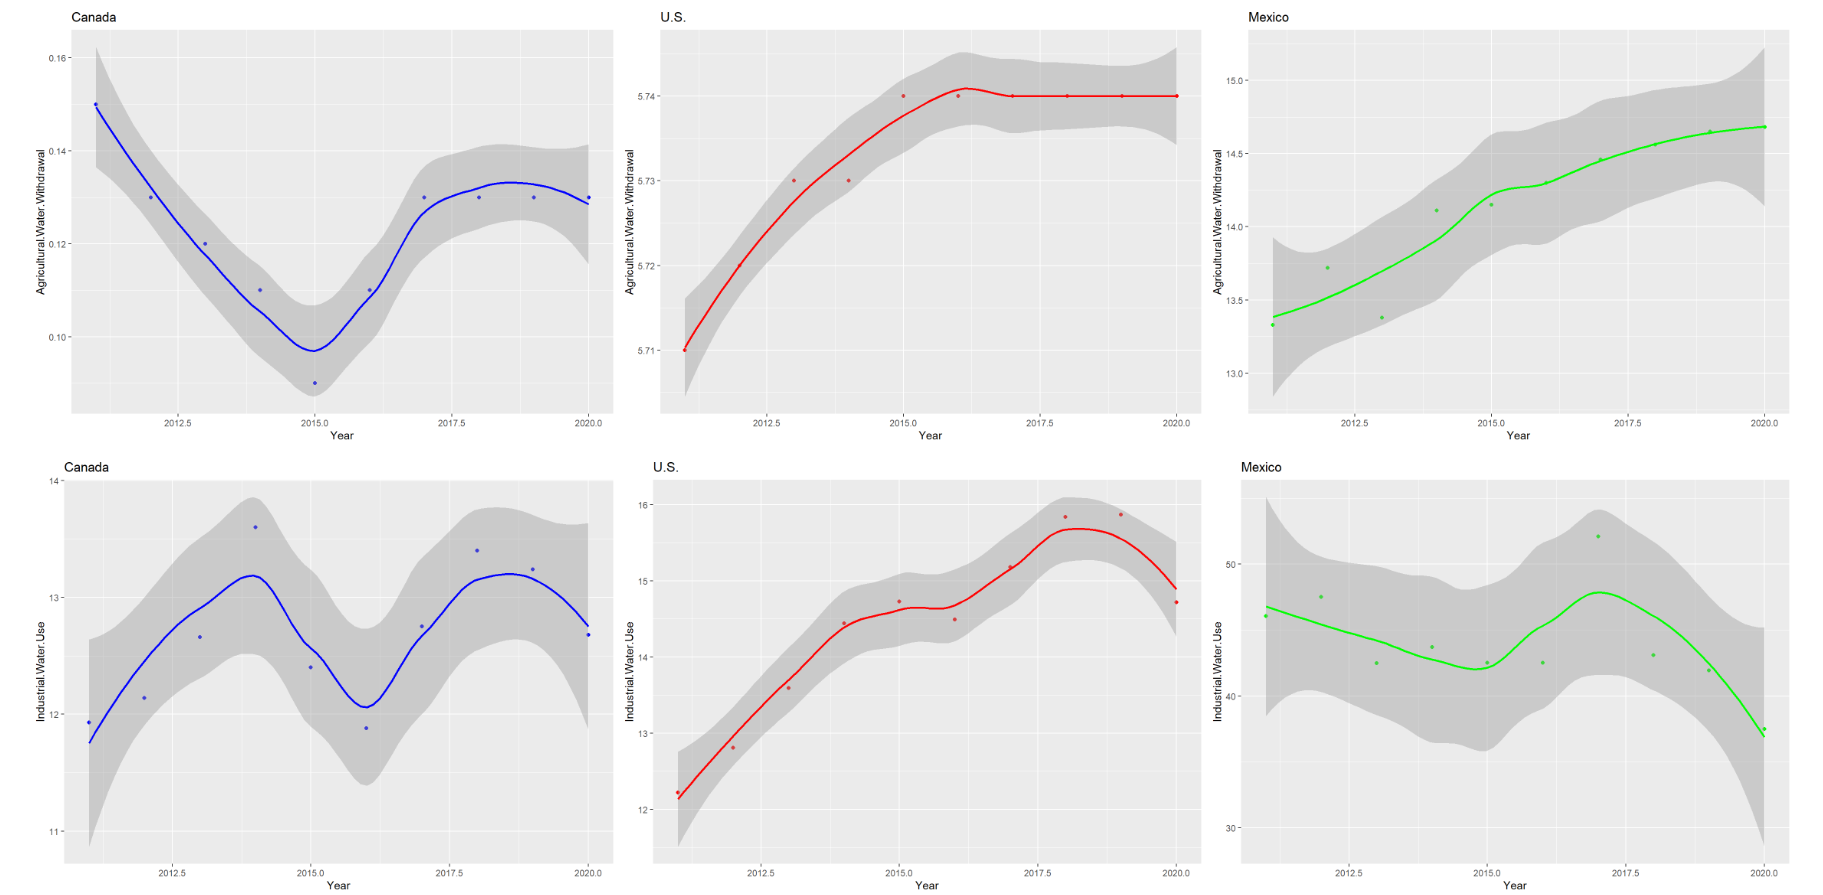 Canada
U.S.
Mexico
Agricultural.Water.Withdrawal
0.16
0.14
0.12
0.10
2012.5 2015.0 2017.5 2020.0
Year
Agricultural.Water.Withdrawal
5.74
5.73
5.72
5.71
2012.5 2015.0 2017.5 2020.0
Year
Agricultural.Water.Withdrawal
15.0
14.5
14.0
13.5
13.0
2012.5 2015.0 2017.5 2020.0
Year
Canada
U.S.
Mexico
Industrial.Water.Use
14
13
12
11
2012.5 2015.0 2017.5 2020.0
Year
Industrial.Water.Use
16
15
14
13
12
2012.5 2015.0 2017.5 2020.0
Year
Industrial.Water.Use
50
40
30
2012.5 2015.0 2017.5 2020.0
Year